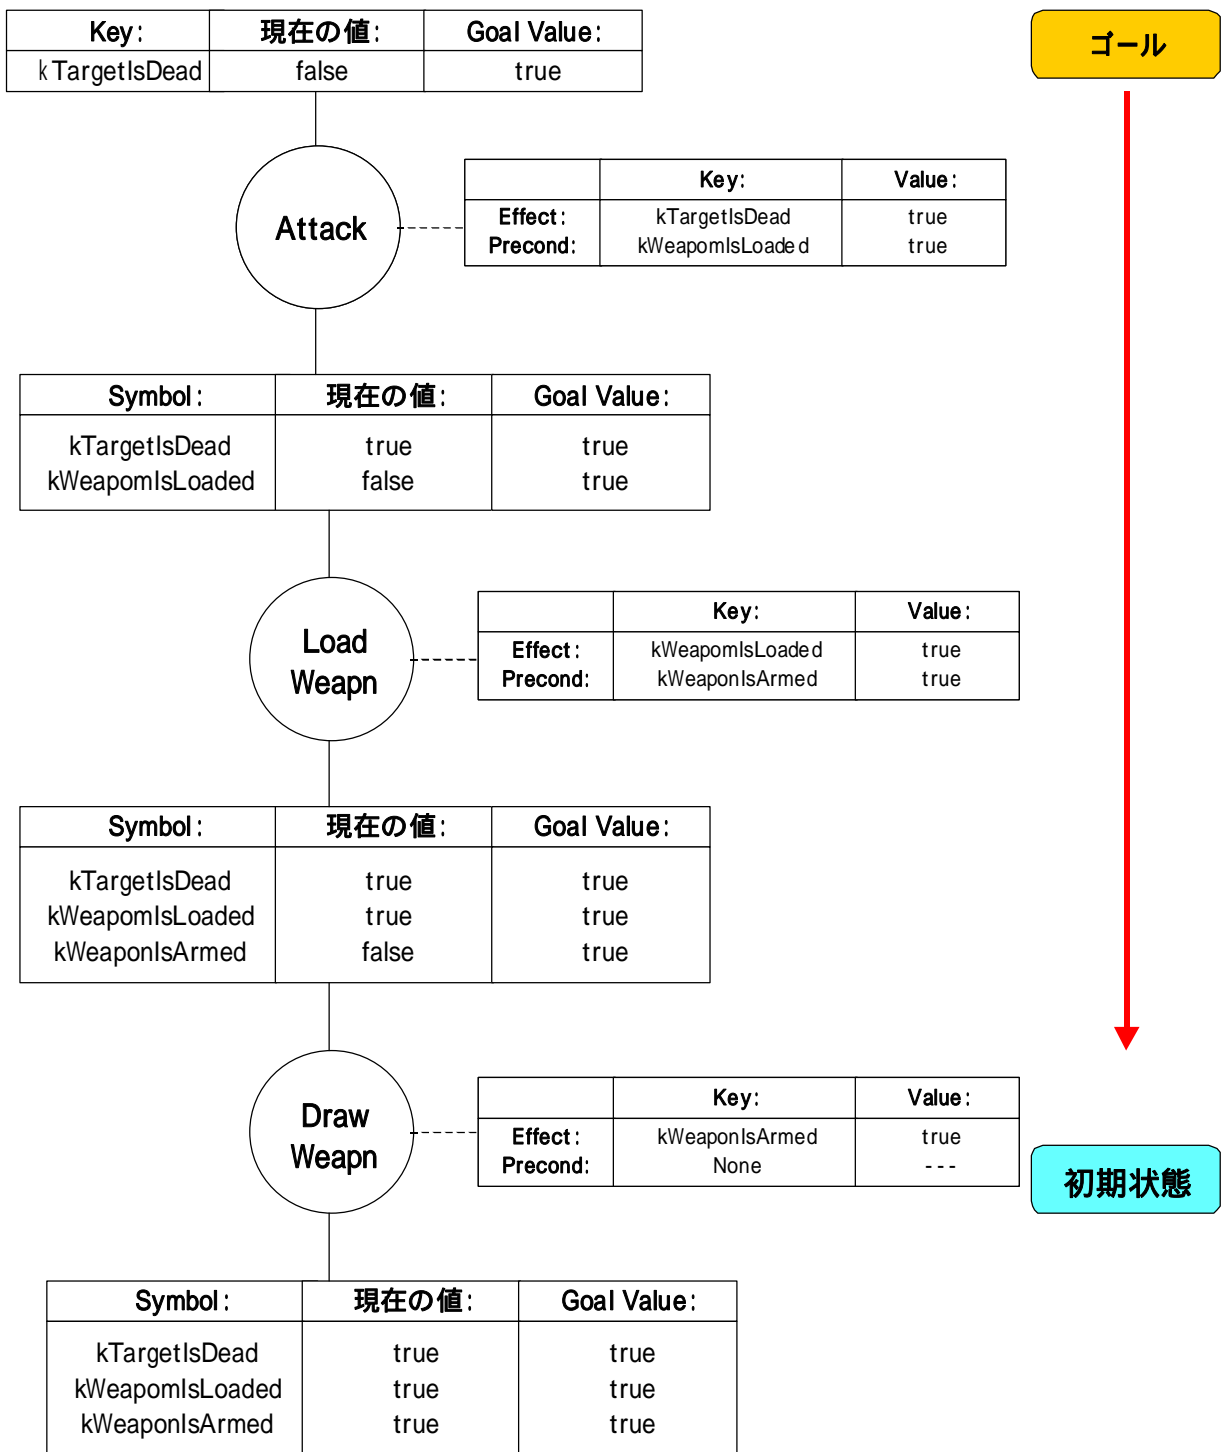 Key: 現在の値: Goal Value:
kTargetIsDead false true
ゴール
Attack
Key: Value:
Effect: kTargetIsDead true
Precond: kWeapomIsLoaded true
Symbol: 現在の値: Goal Value:
kTargetIsDead true true
kWeapomIsLoaded false true
Load
Weapn
Key: Value:
Effect: kWeapomIsLoaded true
Precond: kWeaponIsArmed true
Symbol: 現在の値: Goal Value:
kTargetIsDead true true
kWeapomIsLoaded true true
kWeaponIsArmed false true
Draw
Weapn
Key: Value:
Effect: kWeaponIsArmed true
Precond: None ---
初期状態
Symbol: 現在の値: Goal Value:
kTargetIsDead true true
kWeapomIsLoaded true true
kWeaponIsArmed true true